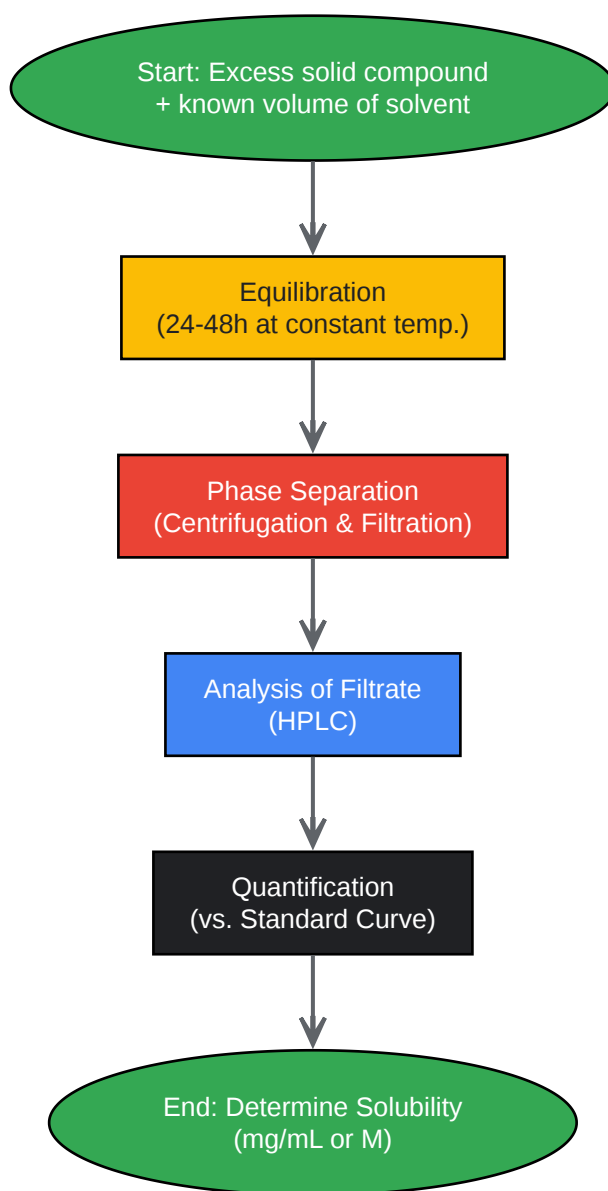 Start: Excess solid compound
+ known volume of solvent
Equilibration
(24-48h at constant temp.)
Phase Separation
(Centrifugation & Filtration)
Analysis of Filtrate
(HPLC)
Quantification
(vs. Standard Curve)
End: Determine Solubility
(mg/mL or M)